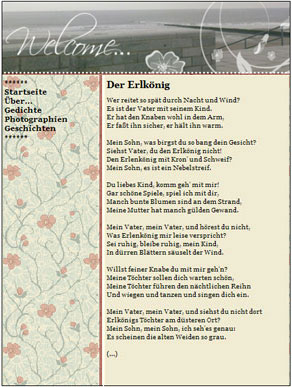 Welcome...
******
Startseite
Über...
Gedichte
Photographien
Geschichten
******
Der Erlkönig
Wer reitet so spät durch Nacht und Wind?
Es ist der Vater mit seinem Kind.
Er hat den Knaben wohl in dem Arm,
Er faßt ihn sicher, er hält ihn warm.
Mein Sohn, was birgst du so bang dein Gesicht?
Siehst Vater, du den Erlkönig nicht!
Den Erlenkönig mit Kron' und Schweif?
Mein Sohn, es ist ein Nebelstreif.
Du liebes Kind, komm geh' mit mir!
Gar schöne Spiele, spiel ich mit dir,
Manch bunte Blumen sind an dem Strand,
Meine Mutter hat manch gülden Gewand.
Mein Vater, mein Vater, und hörest du nicht,
Was Erlenkönig mir leise verspricht?
Sei ruhig, bleibe ruhig, mein Kind,
In dürren Blättern säuselt der Wind.
Willst feiner Knabe du mit mir geh'n?
Meine Töchter sollen dich warten schön,
Meine Töchter führen den nächtlichen Reihn
Und wiegen und tanzen und singen dich ein.
Mein Vater, mein Vater, und siehst du nicht dort
Erlkönigs Töchter am düsteren Ort?
Mein Sohn, mein Sohn, ich seh'es genau:
Es scheinen die alten Weiden so grau.
(...)